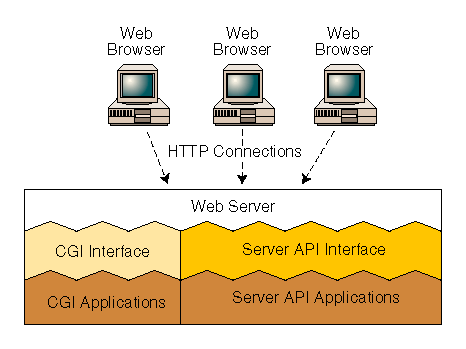 Web Web Web
Browser Browser Browser
HTTP Connections
Web Server
CGI Interface Server API Interface
CGI Applications Server API Applications